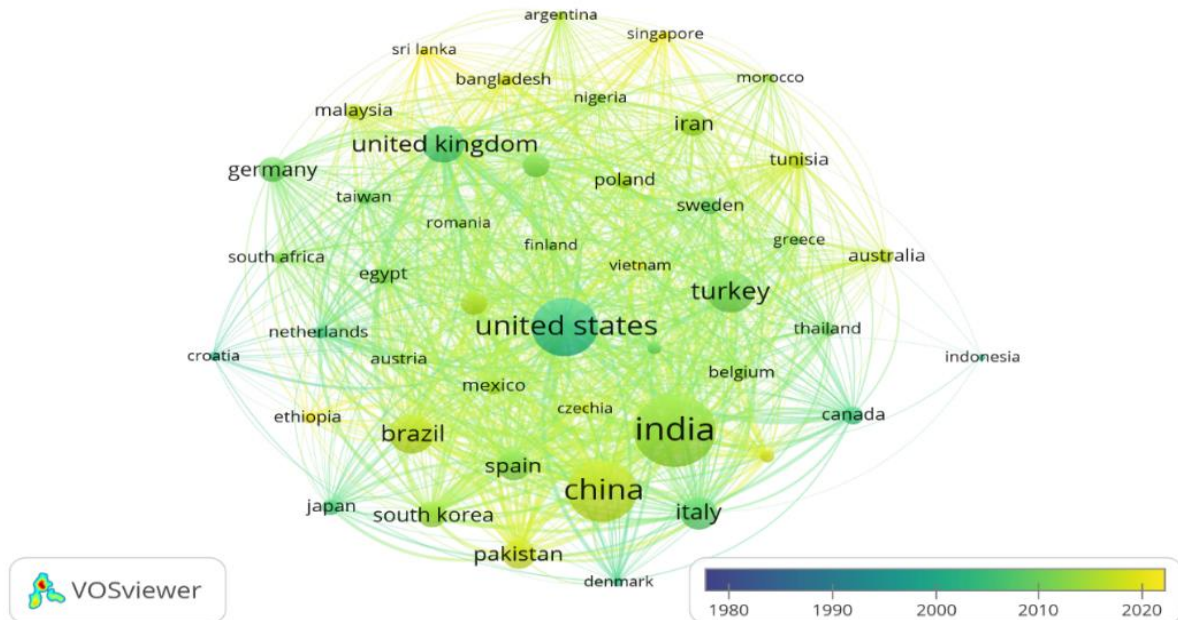 argentina
singapore
sri lanka
bangladesh
morocco
nigeria
malaysia
iran
united kingdom
tunisia
germany
poland
taiwan
sweden
romania
greece
finland
south africa
australia
vietnam
egypt
turkey
united states
netherlands
thailand
croatia
austria
indonesia
belgium
mexico
czechia
canada
ethiopia
india
brazil
spain
china
japan
italy
south korea
pakistan
denmark
VOSviewer
1980 1990 2000 2010 2020